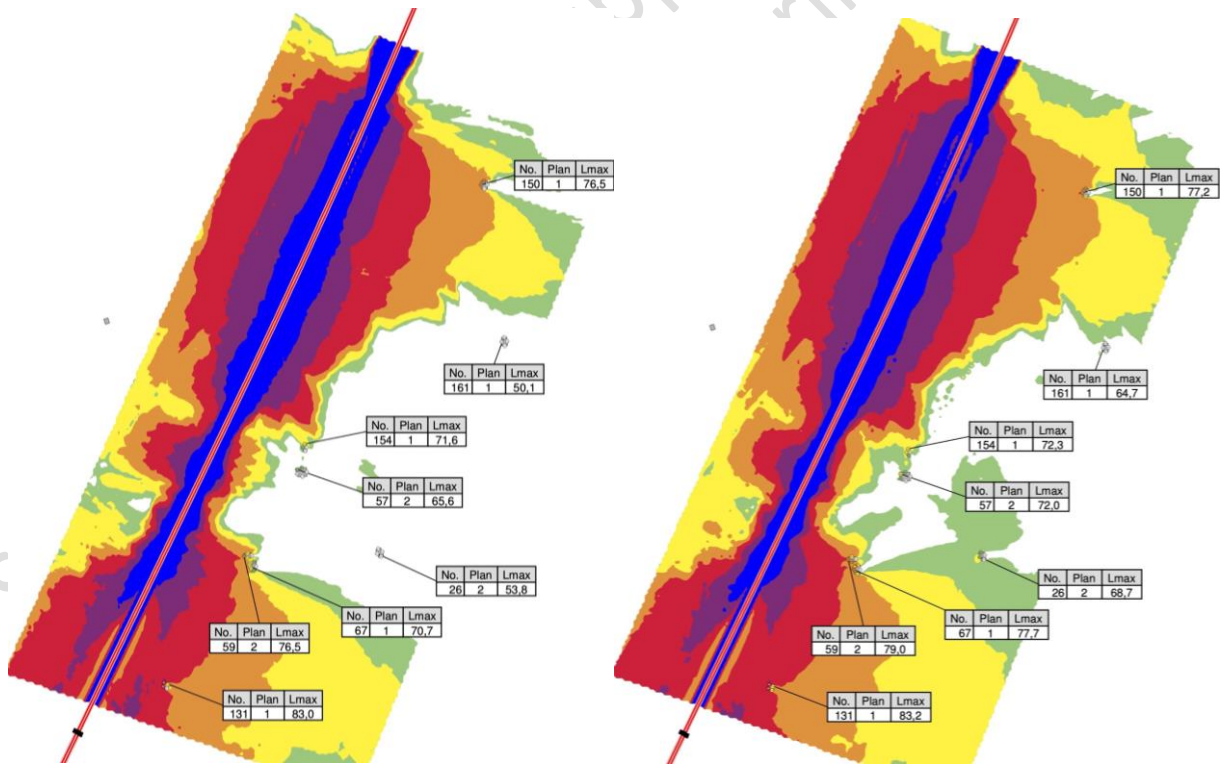 No. Plan Lmax
150 1 76,5
No. Plan Lmax
161 1 50,1
No. Plan Lmax
154 1 71,6
No. Plan Lmax
57 2 65,6
No. Plan Lmax
26 2 53,8
No. Plan Lmax
67 1 70,7
No. Plan Lmax
59 2 76,5
No. Plan Lmax
131 1 83,0
No. Plan Lmax
150 1 77,2
No. Plan Lmax
161 1 64,7
No. Plan Lmax
154 1 72,3
No. Plan Lmax
57 2 72,0
No. Plan Lmax
26 2 68,7
No. Plan Lmax
67 1 77,7
No. Plan Lmax
59 2 79,0
No. Plan Lmax
131 1 83,2